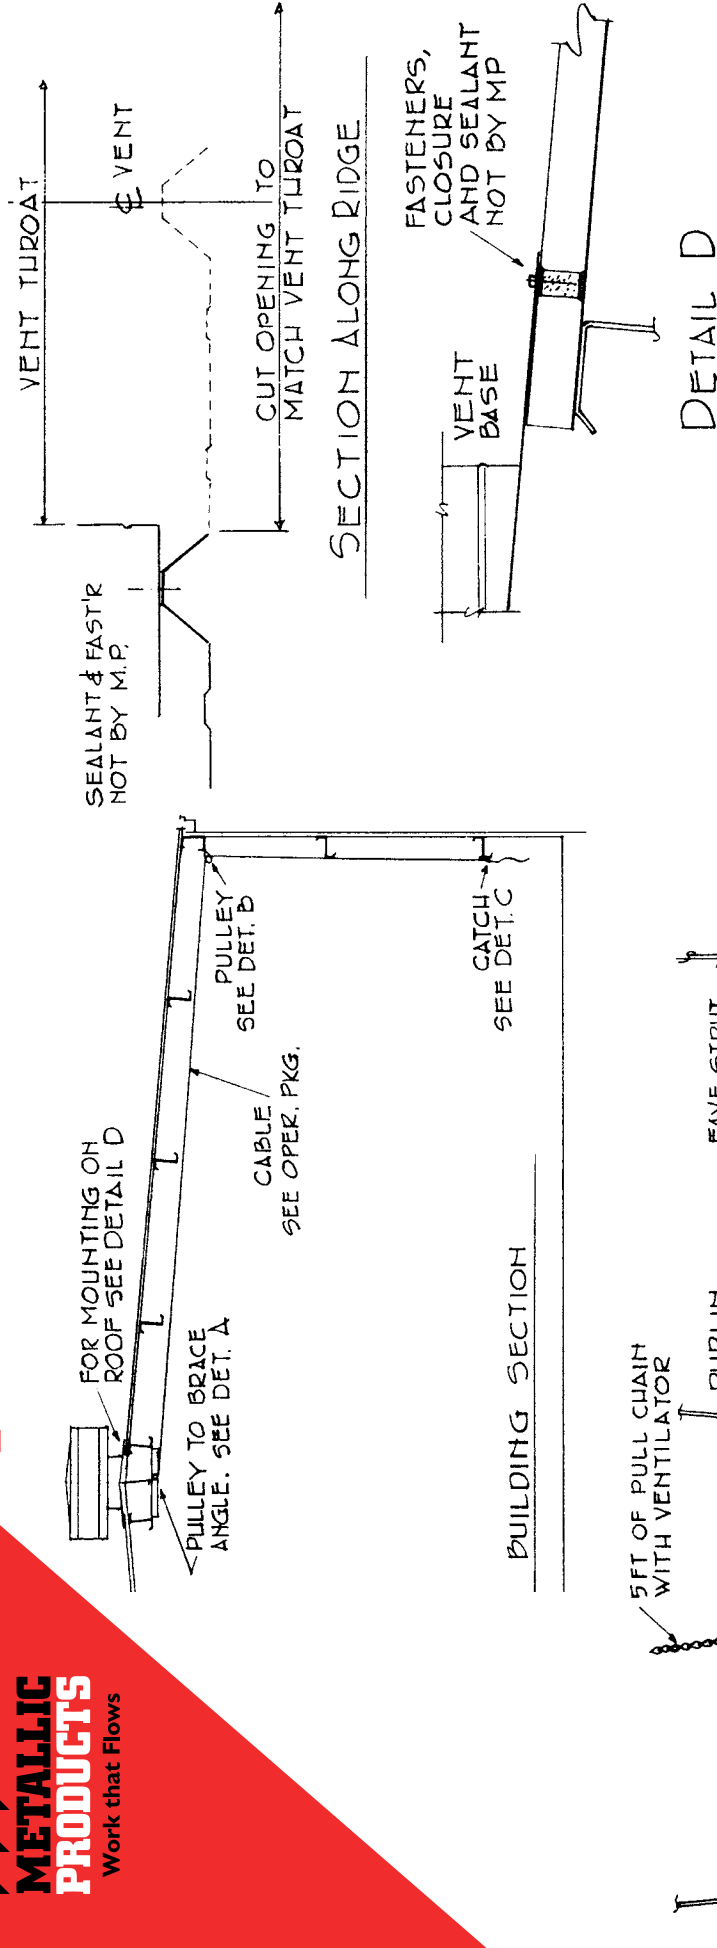 METALLIC
PRODUCTS
Work that Flows
FOR MOUNTING ON
ROOF SEE DETAIL D
PULLEY TO BRACE
ANGLE. SEE DET. A
CABLE
SEE OPER. PKG.
PULLEY
SEE DET. B
CATCH
SEE DET. C
BUILDING SECTION
SEALANT & FAST'R
NOT BY M.P.
VENT THROAT
℄ VENT
CUT OPENING TO
MATCH VENT THROAT
SECTION ALONG RIDGE
FASTENERS,
CLOSURE
AND SEALANT
NOT BY MP
VENT
BASE
DETAIL D
5 FT OF PULL CHAIN
WITH VENTILATOR
PURLIN
EAVE STRUT